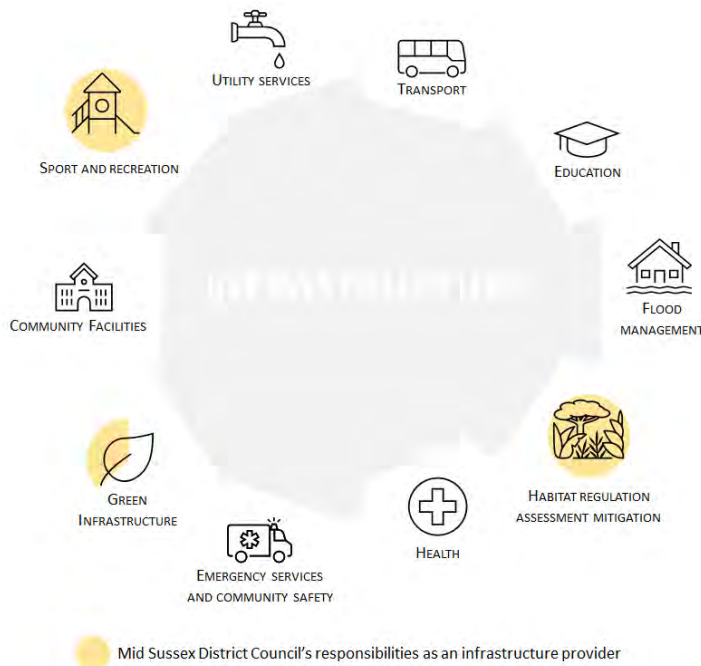 UTILITY SERVICES
TRANSPORT
SPORT AND RECREATION
EDUCATION
COMMUNITY FACILITIES
FLOOD
MANAGEMENT
GREEN
INFRASTRUCTURE
HABITAT REGULATION
ASSESSMENT MITIGATION
HEALTH
EMERGENCY SERVICES
AND COMMUNITY SAFETY
Mid Sussex District Council's responsibilities as an infrastructure provider